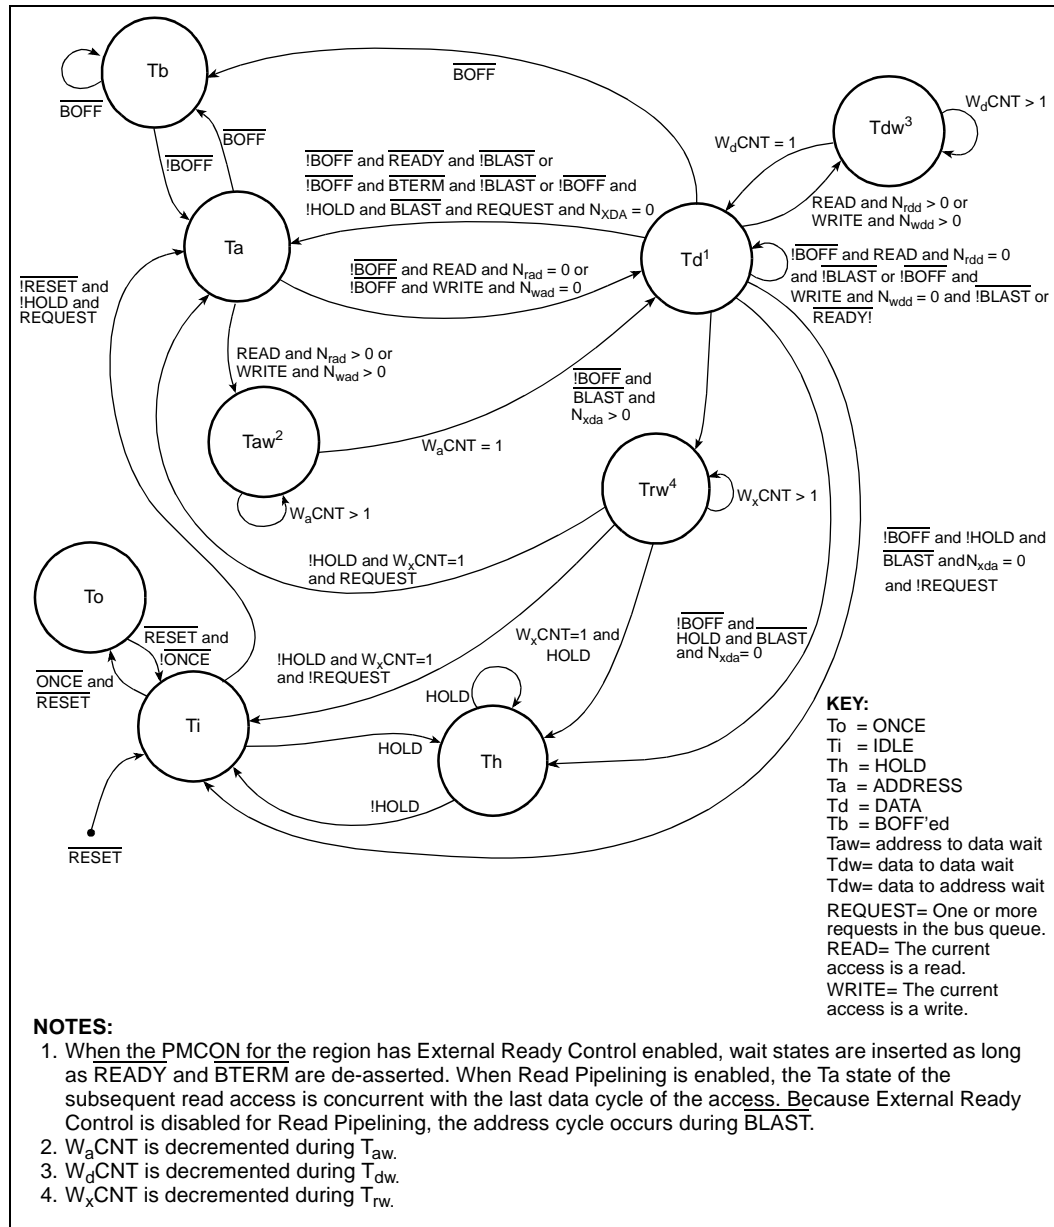 Tb
BOFF
BOFF
!BOFF
BOFF
Tdw3
WdCNT > 1
WdCNT = 1
!BOFF and READY and !BLAST or
!BOFF and BTERM and !BLAST or !BOFF and
!HOLD and BLAST and REQUEST and NXDA = 0
READ and Nrdd > 0 or
WRITE and Nwdd > 0
Ta
Td1
!BOFF and READ and Nrdd = 0
and !BLAST or !BOFF and
WRITE and Nwdd = 0 and !BLAST or
READY!
!BOFF and READ and Nrad = 0 or
!BOFF and WRITE and Nwad = 0
!RESET and
!HOLD and
REQUEST
READ and Nrad > 0 or
WRITE and Nwad > 0
!BOFF and
BLAST and
Nxda > 0
Taw2
WaCNT = 1
WaCNT > 1
Trw4
WxCNT > 1
!BOFF and !HOLD and
BLAST andNxda = 0
and !REQUEST
!HOLD and WxCNT=1
and REQUEST
To
RESET and
!ONCE
ONCE and
RESET
!BOFF and
HOLD and BLAST
and Nxda= 0
WxCNT=1 and
HOLD
!HOLD and WxCNT=1
and !REQUEST
HOLD
Ti
HOLD
Th
!HOLD
RESET
KEY:
To = ONCE
Ti = IDLE
Th = HOLD
Ta = ADDRESS
Td = DATA
Tb = BOFF'ed
Taw= address to data wait
Tdw= data to data wait
Tdw= data to address wait
REQUEST= One or more
requests in the bus queue.
READ= The current
access is a read.
WRITE= The current
access is a write.
NOTES:
1. When the PMCON for the region has External Ready Control enabled, wait states are inserted as long
as READY and BTERM are de-asserted. When Read Pipelining is enabled, the Ta state of the
subsequent read access is concurrent with the last data cycle of the access. Because External Ready
Control is disabled for Read Pipelining, the address cycle occurs during BLAST.
2. WaCNT is decremented during Taw.
3. WdCNT is decremented during Tdw.
4. WxCNT is decremented during Trw.